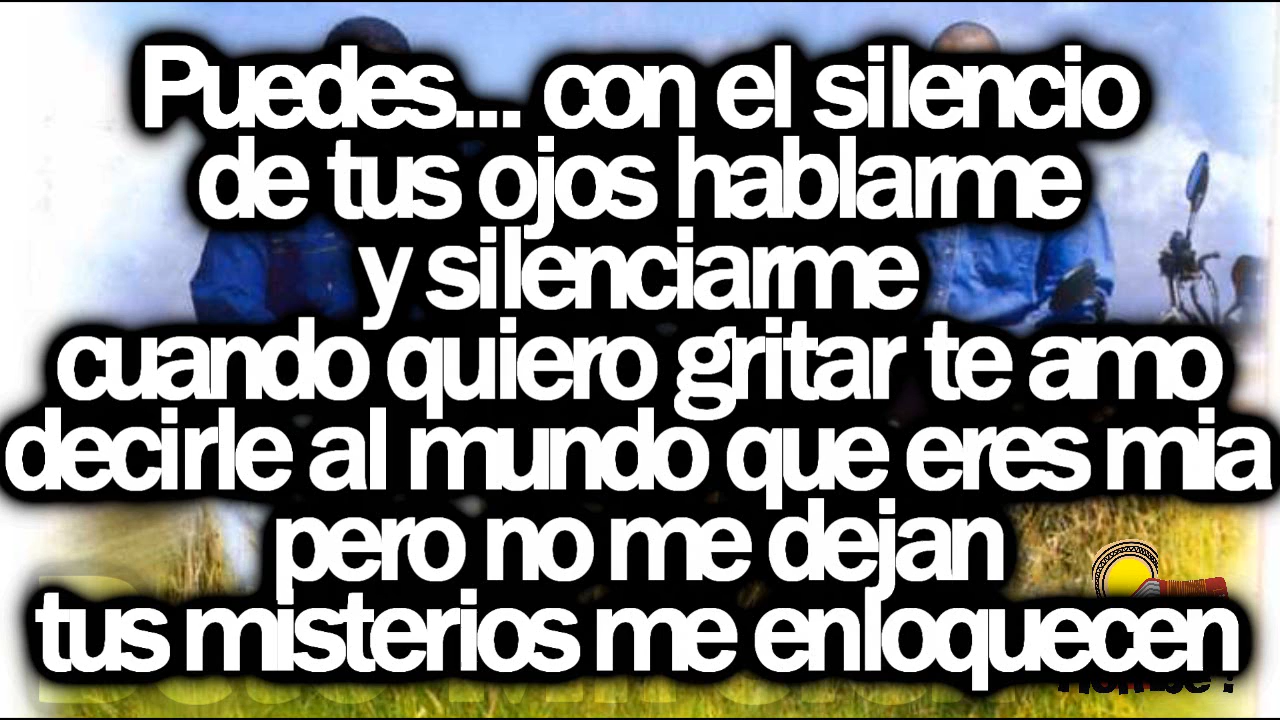 Puedes... con el silencio
de tus ojos hablarme
y silenciarme
cuando quiero gritar te amo
decirle al mundo que eres mia
pero no me dejan
tus misterios me enloquecen